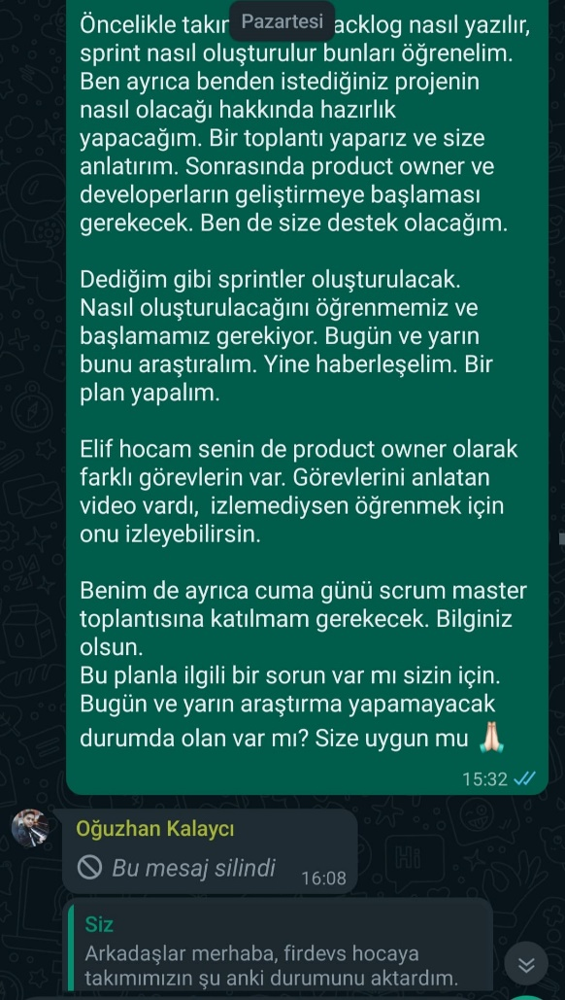 Pazartesi
Öncelikle takım acklog nasıl yazılır,
sprint nasıl oluşturulur bunları öğrenelim.
Ben ayrıca benden istediğiniz projenin
nasıl olacağı hakkında hazırlık
yapacağım. Bir toplantı yaparız ve size
anlatırım. Sonrasında product owner ve
developerların geliştirmeye başlaması
gerekecek. Ben de size destek olacağım.
Dediğim gibi sprintler oluşturulacak.
Nasıl oluşturulacağını öğrenmemiz ve
başlamamız gerekiyor. Bugün ve yarın
bunu araştıralım. Yine haberleşelim. Bir
plan yapalım.
Elif hocam senin de product owner olarak
farklı görevlerin var. Görevlerini anlatan
video vardı, izlemediysen öğrenmek için
onu izleyebilirsin.
Benim de ayrıca cuma günü scrum master
toplantısına katılmam gerekecek. Bilginiz
olsun.
Bu planla ilgili bir sorun var mı sizin için.
Bugün ve yarın araştırma yapamayacak
durumda olan var mı? Size uygun mu 🙏🏻
15:32
Oğuzhan Kalaycı
Bu mesaj silindi 16:08
Siz
Arkadaşlar merhaba, firdevs hocaya
takımımızın şu anki durumunu aktardım.